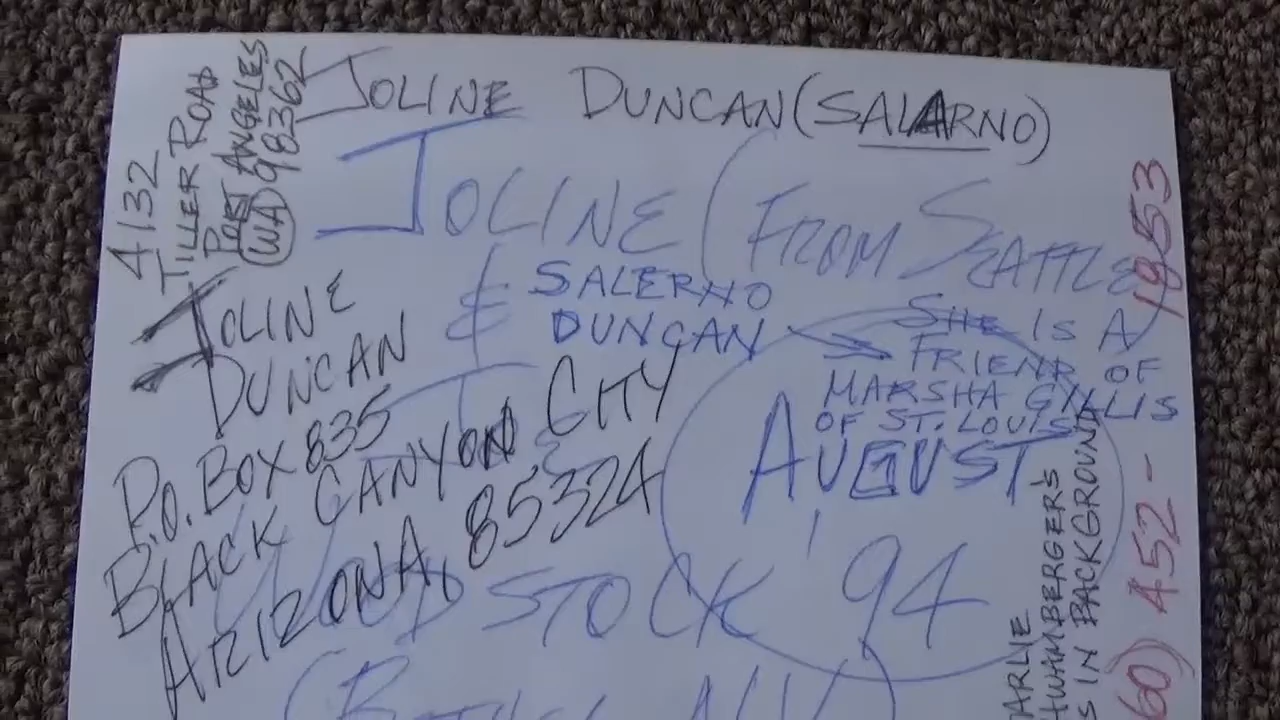 JOLINE DUNCAN (SALARNO)
4132
TILLER ROAD
PORT ANGELES
(WA) 98362
JOLINE (FROM SEATTLE)
& SALERNO
DUNCAN
SHE IS A
FRIEND OF
MARSHA GYLLIS
OF ST. LOUIS
JOLINE
DUNCAN
P.O. BOX 835
BLACK CANYON CITY
ARIZONA, 85324
AUGUST
'94
STOCK
IN BACKGROUND
452-
1953